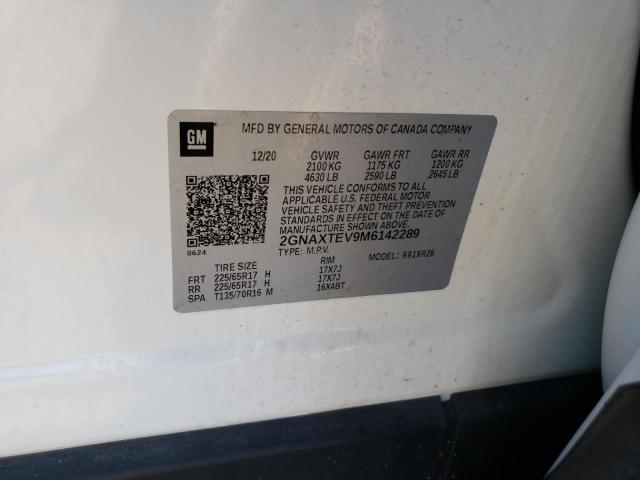 GM
MFD BY GENERAL MOTORS OF CANADA COMPANY
12/20 GVWR GAWR FRT GAWR RR
2100 KG 1175 KG 1200 KG
4630 LB 2590 LB 2645 LB
THIS VEHICLE CONFORMS TO ALL
APPLICABLE U.S. FEDERAL MOTOR
VEHICLE SAFETY AND THEFT PREVENTION
STANDARDS IN EFFECT ON THE DATE OF
MANUFACTURE SHOWN ABOVE.
2GNAXTEV9M6142289
8624
TYPE: M.P.V. MODEL: 991XR26
TIRE SIZE RIM
FRT 225/65R17 H 17X7J
RR 225/65R17 H 17X7J
SPA T135/70R16 M 16X4BT